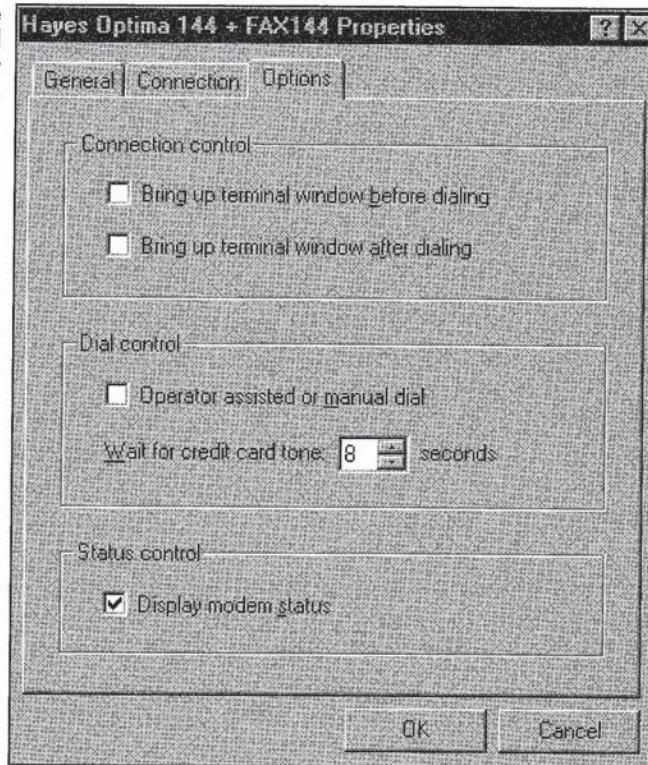 Hayes Optima 144 + FAX144 Properties
General Connection Options
Connection control
Bring up terminal window before dialing
Bring up terminal window after dialing
Dial control
Operator assisted or manual dial
Wait for credit card tone: 8 seconds
Status control
Display modem status
OK Cancel